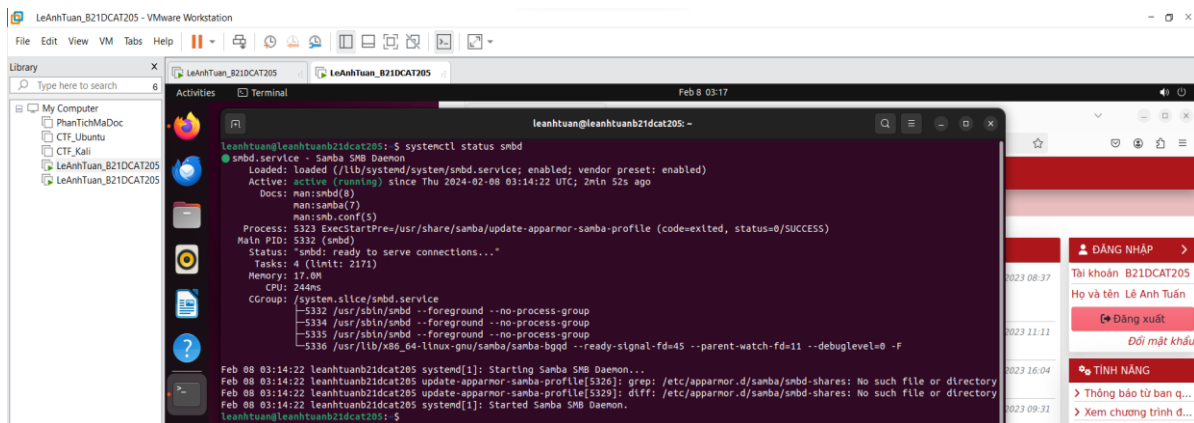 LeAnhTuan_B21DCAT205 - VMware Workstation
File Edit View VM Tabs Help
Library X
Type here to search
My Computer
PhanTichMaDoc
CTF_Ubuntu
CTF_Kali
LeAnhTuan_B21DCAT205
LeAnhTuan_B21DCAT205
LeAnhTuan_B21DCAT205 LeAnhTuan_B21DCAT205
Activities Terminal Feb 8 03:17
leanhtuan@leanhtuanb21dcat205: ~
leanhtuan@leanhtuanb21dcat205:~$ systemctl status smbd
smbd.service - Samba SMB Daemon
Loaded: loaded (/lib/systemd/system/smbd.service; enabled; vendor preset: enabled)
Active: active (running) since Thu 2024-02-08 03:14:22 UTC; 2min 52s ago
Docs: man:smbd(8)
man:samba(7)
man:smb.conf(5)
Process: 5323 ExecStartPre=/usr/share/samba/update-apparmor-samba-profile (code=exited, status=0/SUCCESS)
Main PID: 5332 (smbd)
Status: "smbd: ready to serve connections..."
Tasks: 4 (limit: 2171)
Memory: 17.0M
CPU: 244ms
CGroup: /system.slice/smbd.service
├─5332 /usr/sbin/smbd --foreground --no-process-group
├─5334 /usr/sbin/smbd --foreground --no-process-group
├─5335 /usr/sbin/smbd --foreground --no-process-group
└─5336 /usr/lib/x86_64-linux-gnu/samba/samba-bgqd --ready-signal-fd=45 --parent-watch-fd=11 --debuglevel=0 -F
Feb 08 03:14:22 leanhtuanb21dcat205 systemd[1]: Starting Samba SMB Daemon...
Feb 08 03:14:22 leanhtuanb21dcat205 update-apparmor-samba-profile[5326]: grep: /etc/apparmor.d/samba/smbd-shares: No such file or directory
Feb 08 03:14:22 leanhtuanb21dcat205 update-apparmor-samba-profile[5329]: diff: /etc/apparmor.d/samba/smbd-shares: No such file or directory
Feb 08 03:14:22 leanhtuanb21dcat205 systemd[1]: Started Samba SMB Daemon.
leanhtuan@leanhtuanb21dcat205:~$
2023 08:37
2023 11:11
2023 16:04
2023 09:31
ĐĂNG NHẬP
Tài khoản B21DCAT205
Họ và tên Lê Anh Tuấn
Đăng xuất
Đổi mật khẩu
TÍNH NĂNG
Thông báo từ ban q...
Xem chương trình đ...